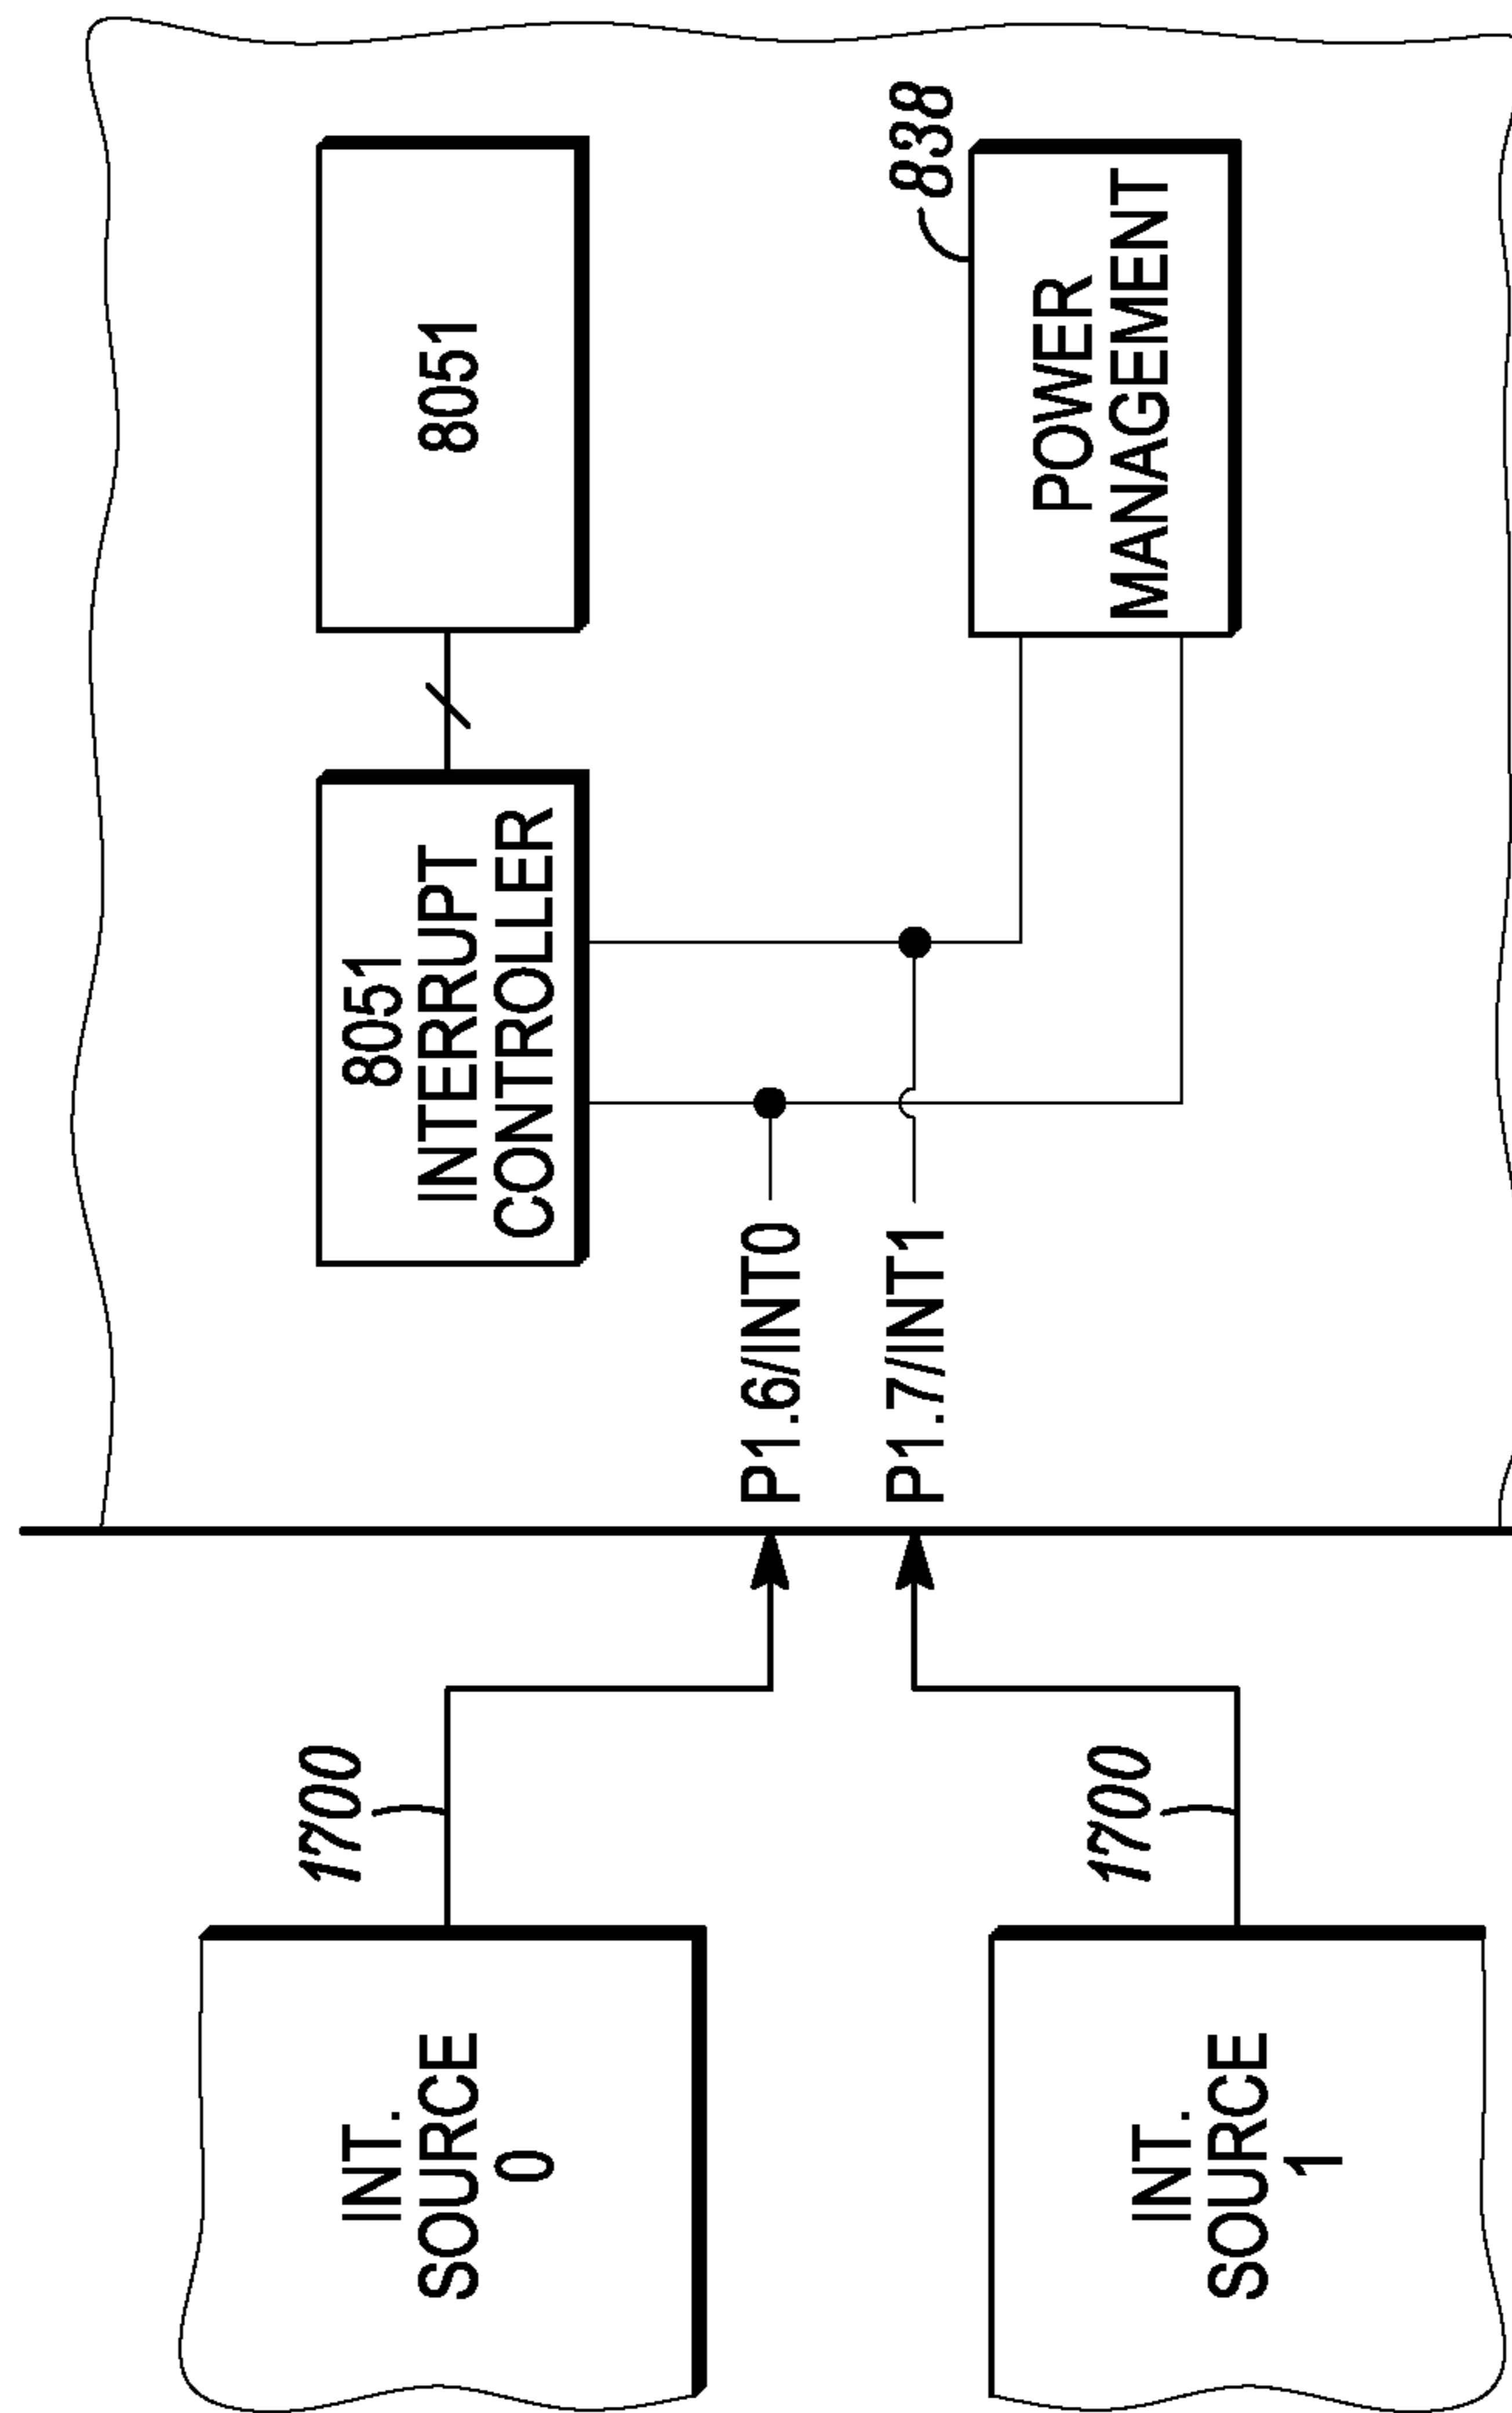 INT.
SOURCE
0
1700
INT.
SOURCE
1
1700
P1.6/INT0
P1.7/INT1
8051
INTERRUPT
CONTROLLER
8051
838
POWER
MANAGEMENT